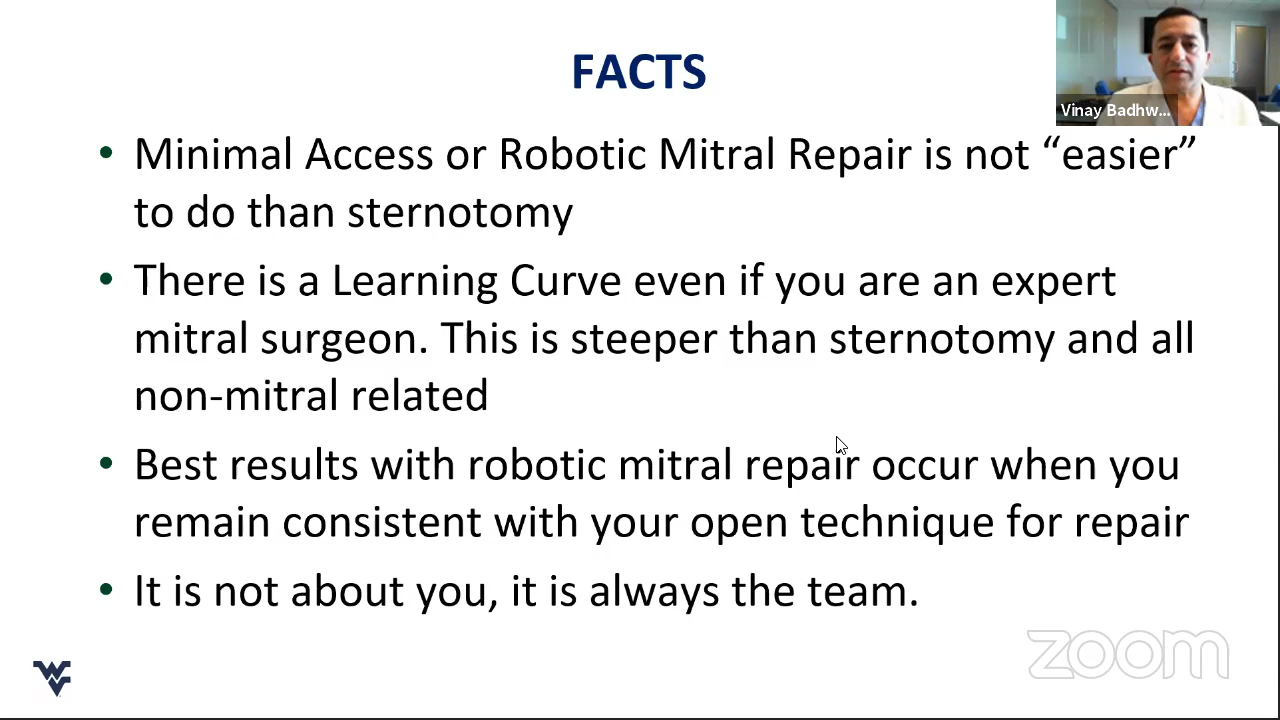 FACTS
Vinay Badhw...
• Minimal Access or Robotic Mitral Repair is not “easier”
to do than sternotomy
• There is a Learning Curve even if you are an expert
mitral surgeon. This is steeper than sternotomy and all
non-mitral related
• Best results with robotic mitral repair occur when you
remain consistent with your open technique for repair
• It is not about you, it is always the team.
zoom
WV